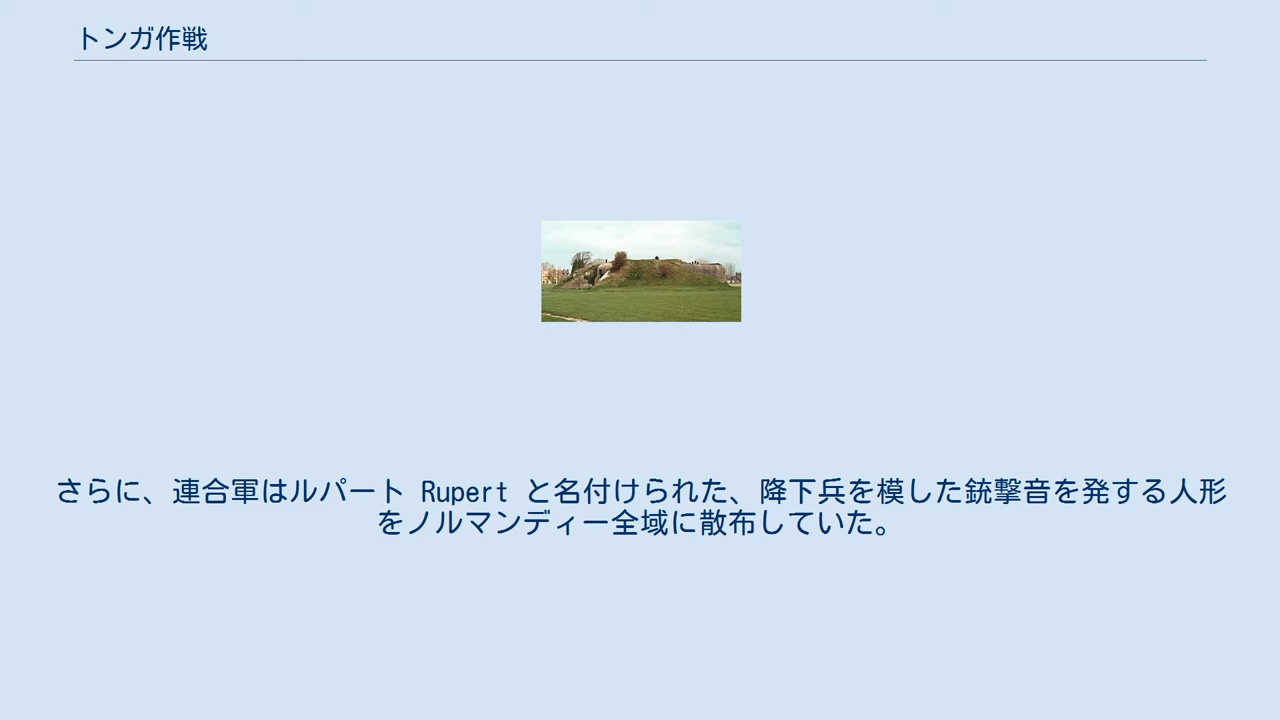 トンガ作戦
さらに、連合軍はルパート Rupert と名付けられた、降下兵を模した銃撃音を発する人形
をノルマンディー全域に散布していた。